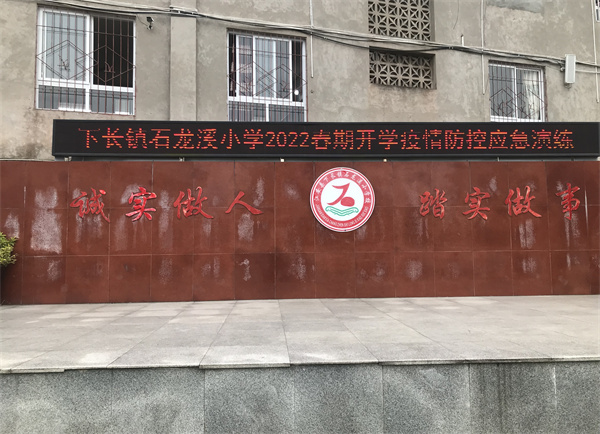 下长镇石龙溪小学2022春期开学疫情防控应急演练
诚实做人 踏实做事